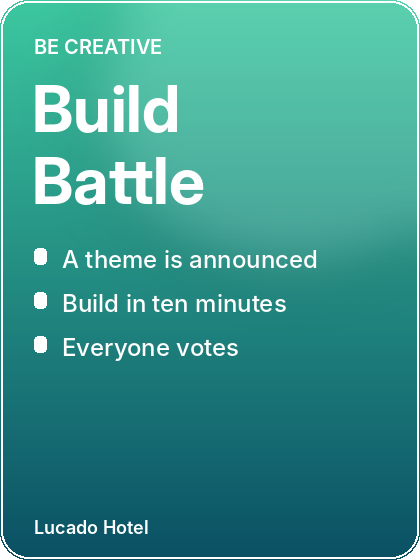 BE CREATIVE
Build
Battle
A theme is announced
Build in ten minutes
Everyone votes
Lucado Hotel